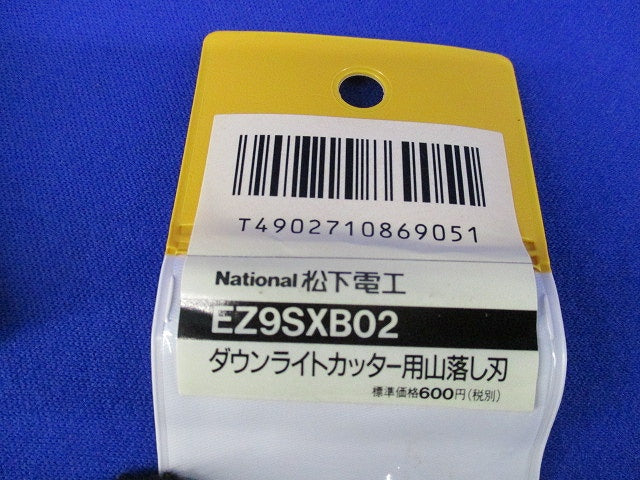 T4902710869051
National 松下電工
EZ9SXB02
ダウンライトカッター用山落し刃
標準価格600円(税別)